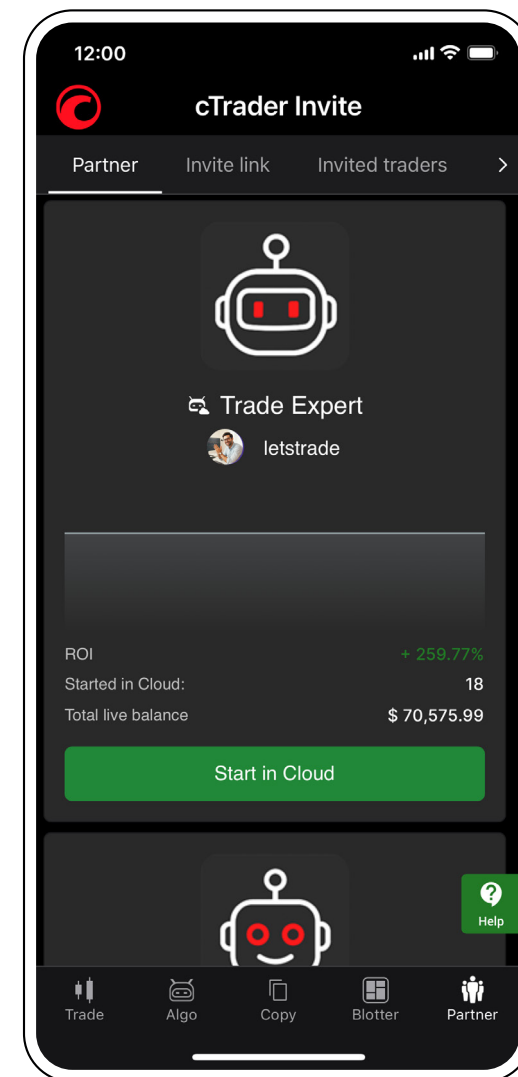 12:00
cTrader Invite
Partner Invite link Invited traders
Trade Expert
letstrade
ROI + 259.77%
Started in Cloud: 18
Total live balance $ 70,575.99
Start in Cloud
Help
Trade Algo Copy Blotter Partner